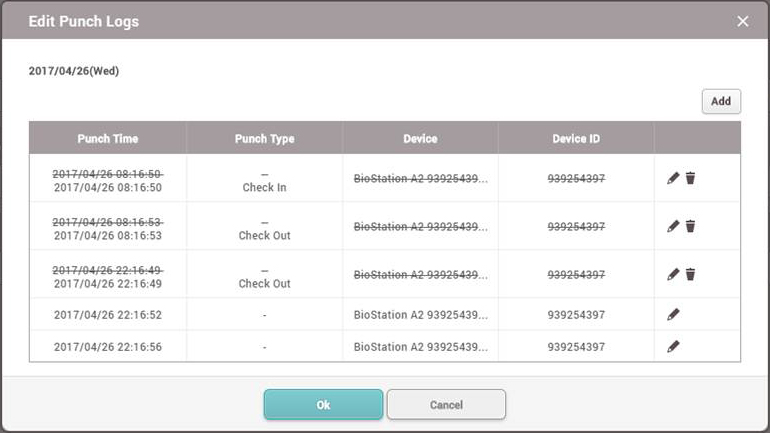 Edit Punch Logs
2017/04/26(Wed)
Add
Punch Time Punch Type Device Device ID
2017/04/26 08:16:50 – BioStation A2 93925439... 939254397
2017/04/26 08:16:50 Check In
2017/04/26 08:16:53 – BioStation A2 93925439... 939254397
2017/04/26 08:16:53 Check Out
2017/04/26 22:16:49 – BioStation A2 93925439... 939254397
2017/04/26 22:16:49 Check Out
2017/04/26 22:16:52 - BioStation A2 93925439... 939254397
2017/04/26 22:16:56 - BioStation A2 93925439... 939254397
Ok Cancel